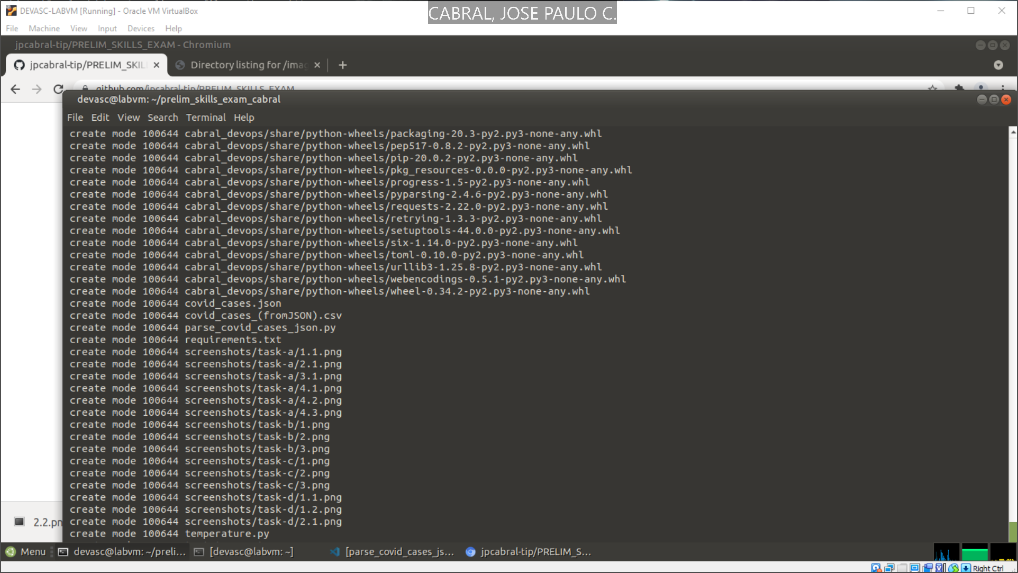 DEVASC-LABVM [Running] - Oracle VM VirtualBox
CABRAL, JOSE PAULO C.
File Machine View Input Devices Help
jpcabral-tip/PRELIM_SKILLS_EXAM - Chromium
jpcabral-tip/PRELIM_SKIL
Directory listing for /ima
github.com/jpcabral-tip/PRELIM_SKILLS_EXAM
devasc@labvm: ~/prelim_skills_exam_cabral
File Edit View Search Terminal Help
create mode 100644 cabral_devops/share/python-wheels/packaging-20.3-py2.py3-none-any.whl
create mode 100644 cabral_devops/share/python-wheels/pep517-0.8.2-py2.py3-none-any.whl
create mode 100644 cabral_devops/share/python-wheels/pip-20.0.2-py2.py3-none-any.whl
create mode 100644 cabral_devops/share/python-wheels/pkg_resources-0.0.0-py2.py3-none-any.whl
create mode 100644 cabral_devops/share/python-wheels/progress-1.5-py2.py3-none-any.whl
create mode 100644 cabral_devops/share/python-wheels/pyparsing-2.4.6-py2.py3-none-any.whl
create mode 100644 cabral_devops/share/python-wheels/requests-2.22.0-py2.py3-none-any.whl
create mode 100644 cabral_devops/share/python-wheels/retrying-1.3.3-py2.py3-none-any.whl
create mode 100644 cabral_devops/share/python-wheels/setuptools-44.0.0-py2.py3-none-any.whl
create mode 100644 cabral_devops/share/python-wheels/six-1.14.0-py2.py3-none-any.whl
create mode 100644 cabral_devops/share/python-wheels/toml-0.10.0-py2.py3-none-any.whl
create mode 100644 cabral_devops/share/python-wheels/urllib3-1.25.8-py2.py3-none-any.whl
create mode 100644 cabral_devops/share/python-wheels/webencodings-0.5.1-py2.py3-none-any.whl
create mode 100644 cabral_devops/share/python-wheels/wheel-0.34.2-py2.py3-none-any.whl
create mode 100644 covid_cases.json
create mode 100644 covid_cases_(fromJSON).csv
create mode 100644 parse_covid_cases_json.py
create mode 100644 requirements.txt
create mode 100644 screenshots/task-a/1.1.png
create mode 100644 screenshots/task-a/2.1.png
create mode 100644 screenshots/task-a/3.1.png
create mode 100644 screenshots/task-a/4.1.png
create mode 100644 screenshots/task-a/4.2.png
create mode 100644 screenshots/task-a/4.3.png
create mode 100644 screenshots/task-b/1.png
create mode 100644 screenshots/task-b/2.png
create mode 100644 screenshots/task-b/3.png
create mode 100644 screenshots/task-c/1.png
create mode 100644 screenshots/task-c/2.png
create mode 100644 screenshots/task-c/3.png
create mode 100644 screenshots/task-d/1.1.png
create mode 100644 screenshots/task-d/1.2.png
create mode 100644 screenshots/task-d/2.1.png
2.2.pn
create mode 100644 temperature.py
Menu devasc@labvm: ~/preli... [devasc@labvm: ~] [parse_covid_cases_js... jpcabral-tip/PRELIM_S...
Right Ctrl